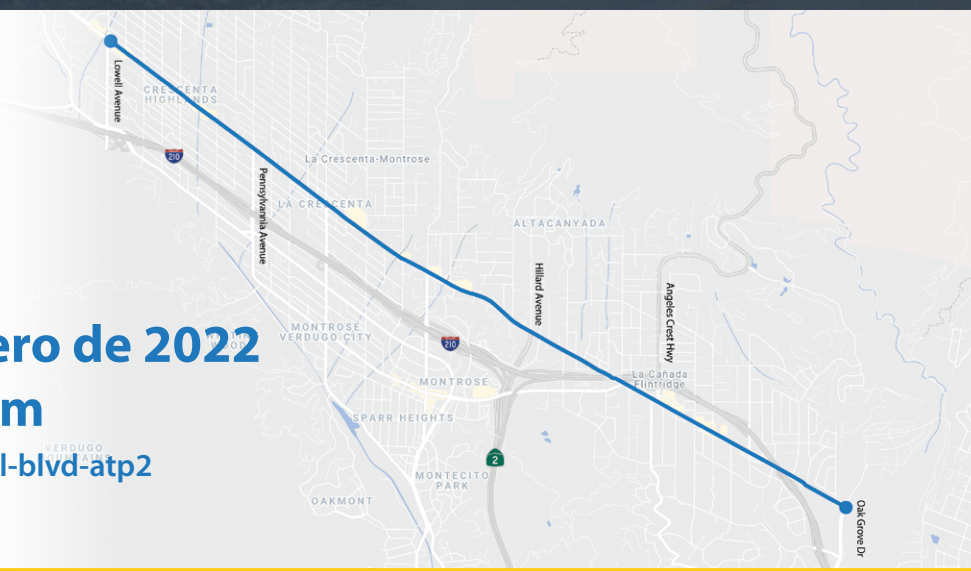 Lowell Avenue
CRESCENTA
HIGHLANDS
210
La Crescenta-Montrose
Pennsylvannia Avenue
LA CRESCENTA
ALTACANYADA
Hillard Avenue
Angeles Crest Hwy
ero de 2022
MONTROSE
VERDUGO CITY
210
La Cañada
Flintridge
MONTROSE
m
SPARR HEIGHTS
VERDUGO
l-blvd-atp2
2
MONTECITO
PARK
OAKMONT
Oak Grove Dr